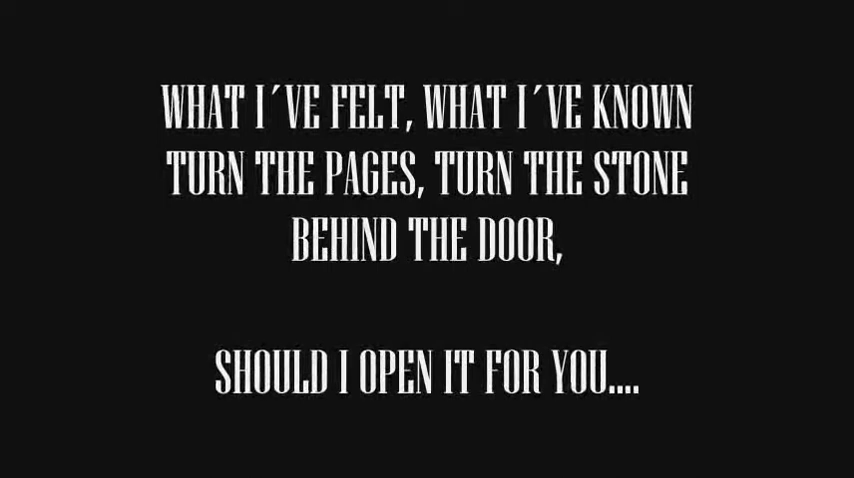 WHAT I´VE FELT, WHAT I´VE KNOWN
TURN THE PAGES, TURN THE STONE
BEHIND THE DOOR,
SHOULD I OPEN IT FOR YOU....